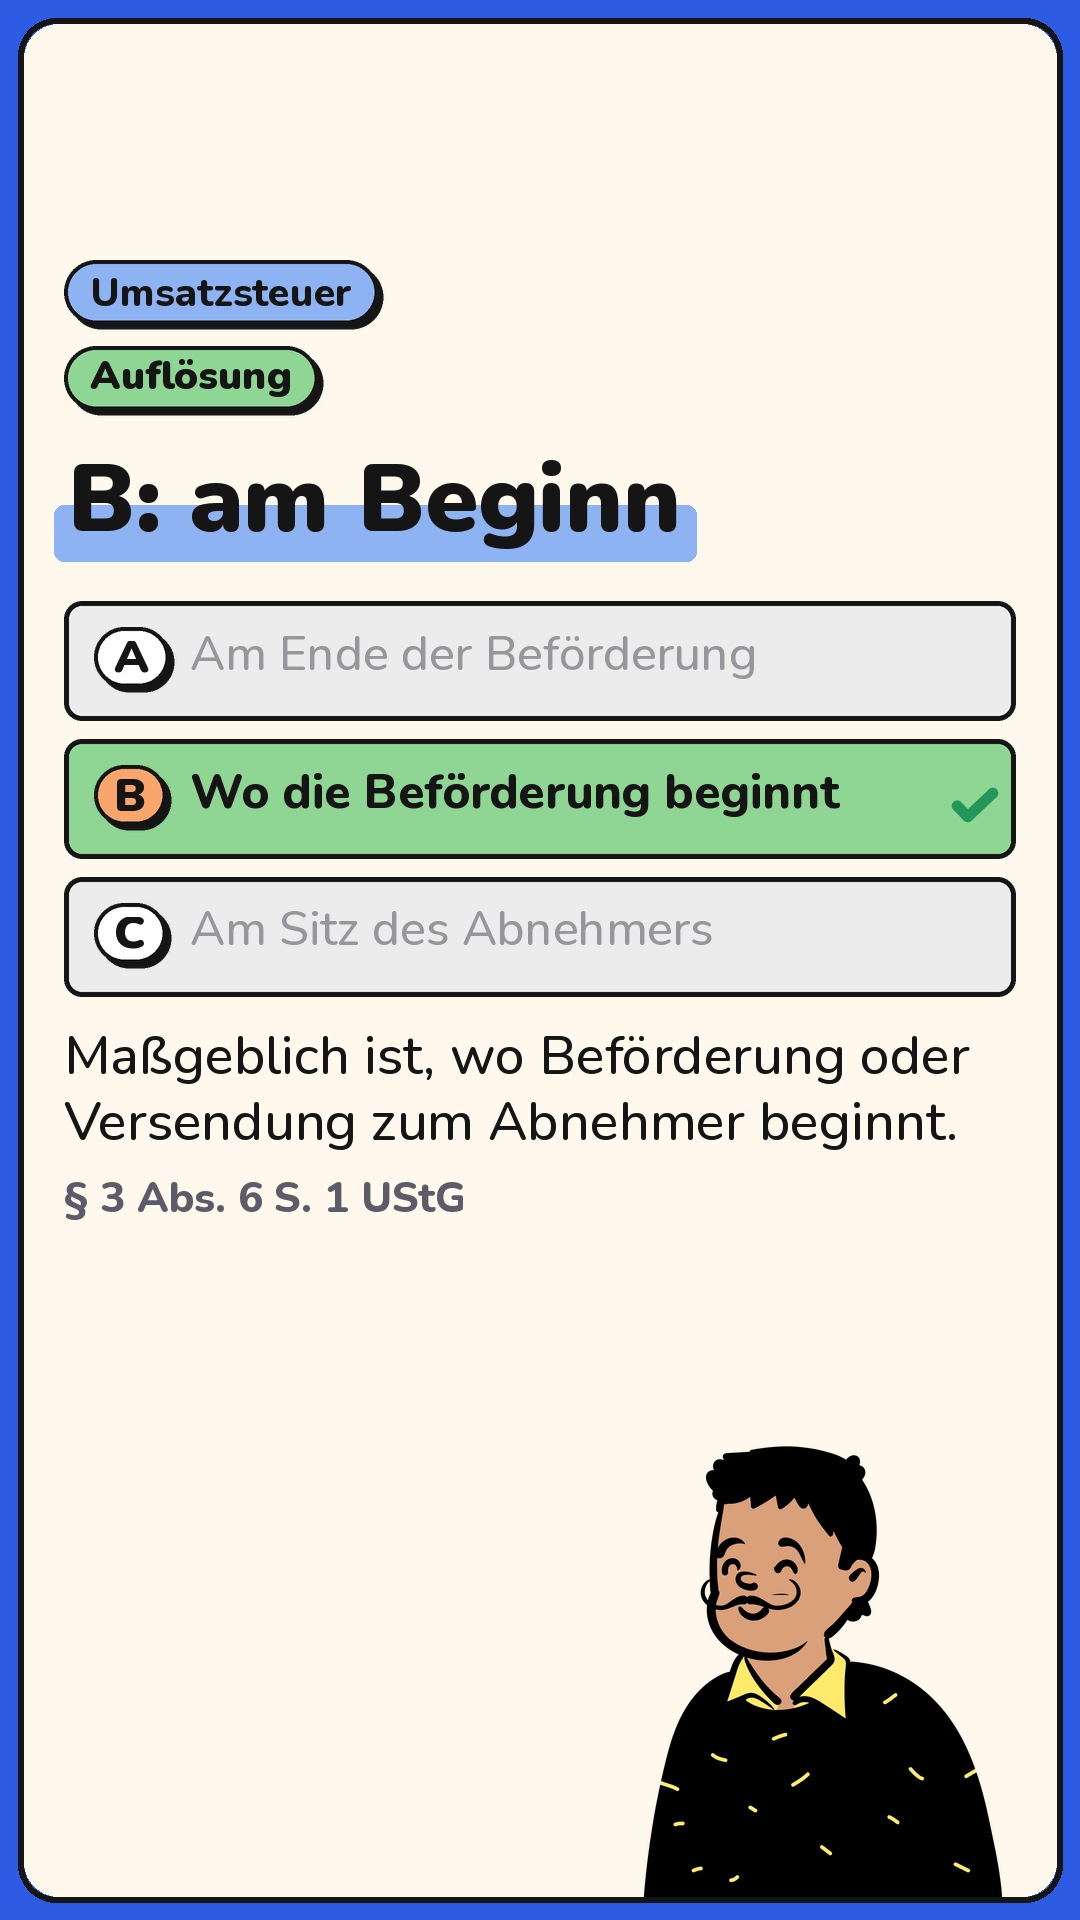 Umsatzsteuer
Auflösung
B: am Beginn
A Am Ende der Beförderung
B Wo die Beförderung beginnt
C Am Sitz des Abnehmers
Maßgeblich ist, wo Beförderung oder
Versendung zum Abnehmer beginnt.
§ 3 Abs. 6 S. 1 UStG